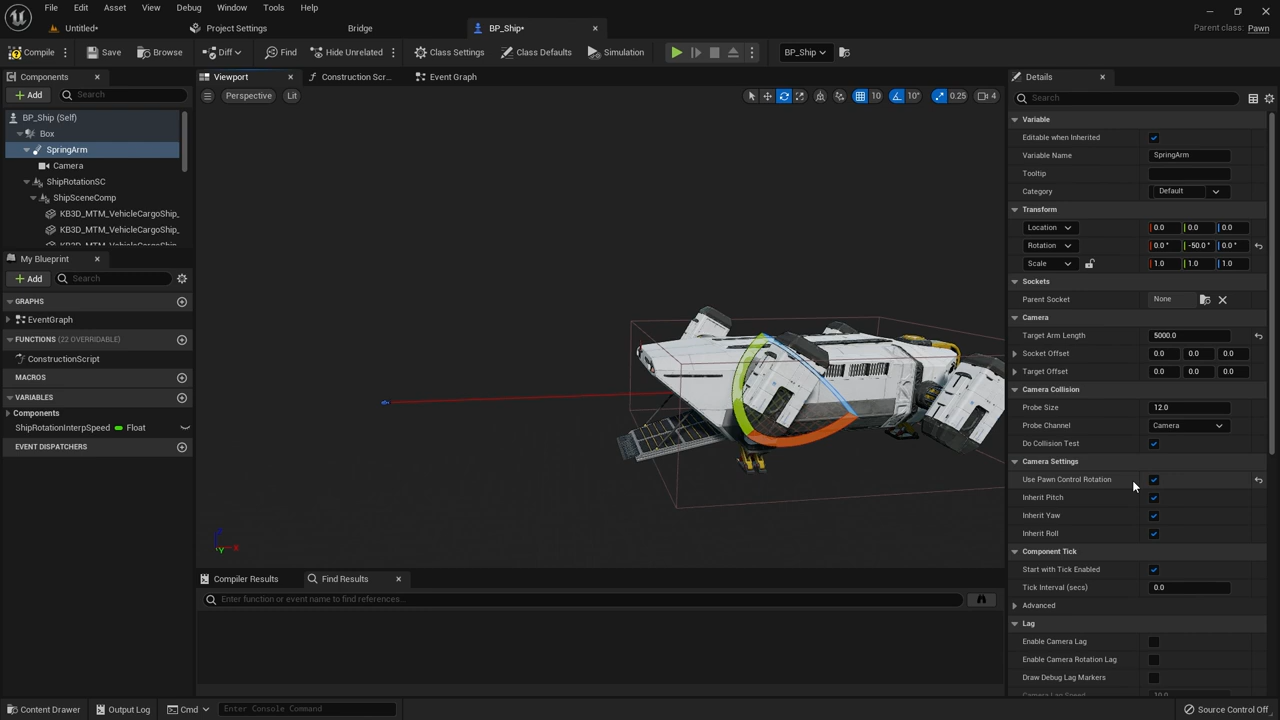 File Edit Asset View Debug Window Tools Help
Untitled* Project Settings Bridge BP_Ship* Parent class: Pawn
Compile Save Browse Diff Find Hide Unrelated Class Settings Class Defaults Simulation BP_Ship
Components
Add Search
BP_Ship (Self)
Box
SpringArm
Camera
ShipRotationSC
ShipSceneComp
KB3D_MTM_VehicleCargoShip_
KB3D_MTM_VehicleCargoShip_
KB3D_MTM_VehicleCargoShip_
My Blueprint
Add Search
GRAPHS
EventGraph
FUNCTIONS (22 OVERRIDABLE)
ConstructionScript
MACROS
VARIABLES
Components
ShipRotationInterpSpeed Float
EVENT DISPATCHERS
Viewport Construction Scr... Event Graph
Perspective Lit 10 10° 0.25 4
Z X Y
Compiler Results Find Results
Enter function or event name to find references...
Details
Search
Variable
Editable when Inherited
Variable Name SpringArm
Tooltip
Category Default
Transform
Location 0.0 0.0 0.0
Rotation 0.0 ° -50.0 ° 0.0 °
Scale 1.0 1.0 1.0
Sockets
Parent Socket None
Camera
Target Arm Length 5000.0
Socket Offset 0.0 0.0 0.0
Target Offset 0.0 0.0 0.0
Camera Collision
Probe Size 12.0
Probe Channel Camera
Do Collision Test
Camera Settings
Use Pawn Control Rotation
Inherit Pitch
Inherit Yaw
Inherit Roll
Component Tick
Start with Tick Enabled
Tick Interval (secs) 0.0
Advanced
Lag
Enable Camera Lag
Enable Camera Rotation Lag
Draw Debug Lag Markers
Camera Lag Speed 10.0
Content Drawer Output Log Cmd Enter Console Command Source Control Off